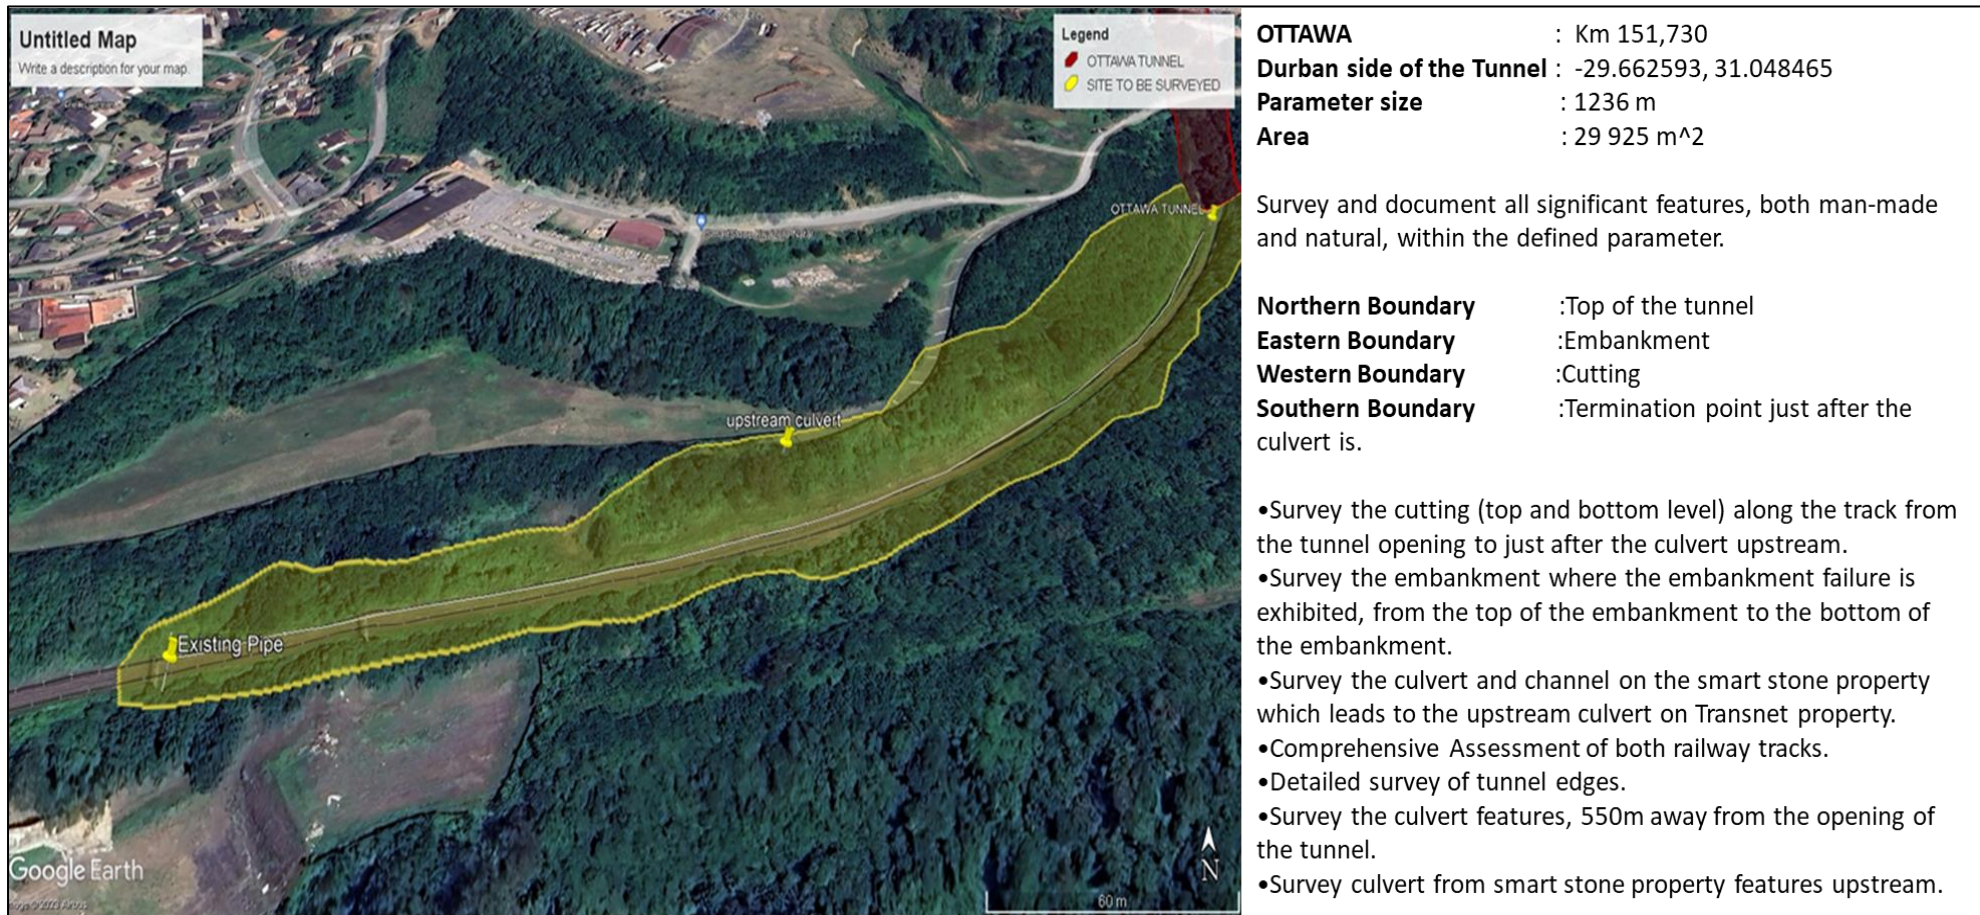 Untitled Map
Write a description for your map.
Legend
OTTAWA TUNNEL
SITE TO BE SURVEYED
OTTAWA TUNNEL
upstream culvert
Existing Pipe
Google Earth
N
60 m
OTTAWA : Km 151,730
Durban side of the Tunnel : -29.662593, 31.048465
Parameter size : 1236 m
Area : 29 925 m^2
Survey and document all significant features, both man-made
and natural, within the defined parameter.
Northern Boundary :Top of the tunnel
Eastern Boundary :Embankment
Western Boundary :Cutting
Southern Boundary :Termination point just after the
culvert is.
•Survey the cutting (top and bottom level) along the track from
the tunnel opening to just after the culvert upstream.
•Survey the embankment where the embankment failure is
exhibited, from the top of the embankment to the bottom of
the embankment.
•Survey the culvert and channel on the smart stone property
which leads to the upstream culvert on Transnet property.
•Comprehensive Assessment of both railway tracks.
•Detailed survey of tunnel edges.
•Survey the culvert features, 550m away from the opening of
the tunnel.
•Survey culvert from smart stone property features upstream.